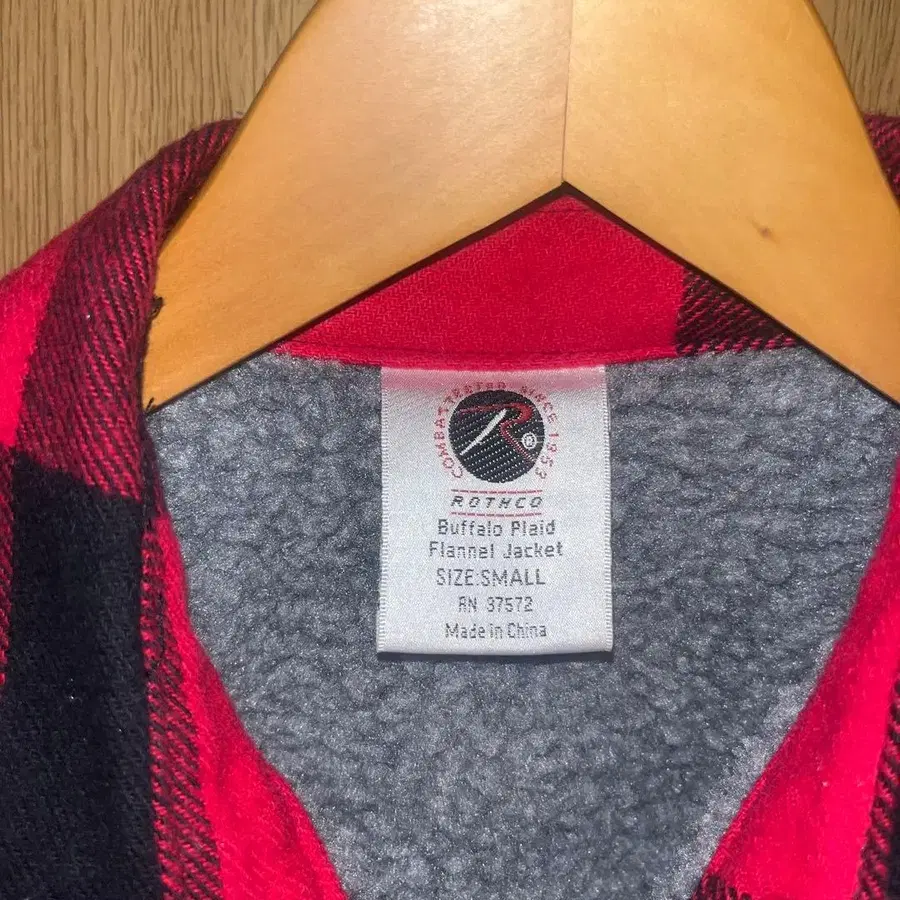 COMBAT TESTED SINCE 1953
R®
ROTHCO
Buffalo Plaid
Flannel Jacket
SIZE:SMALL
RN 37572
Made in China